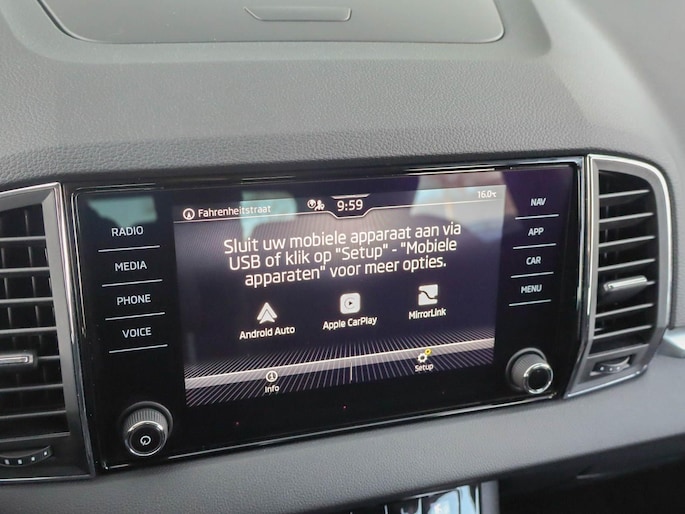 Fahrenheitstraat
9:59
16.0°C
RADIO
MEDIA
PHONE
VOICE
Sluit uw mobiele apparaat aan via
USB of klik op "Setup" - "Mobiele
apparaten" voor meer opties.
Android Auto
Apple CarPlay
MirrorLink
Info
Setup
NAV
APP
CAR
MENU